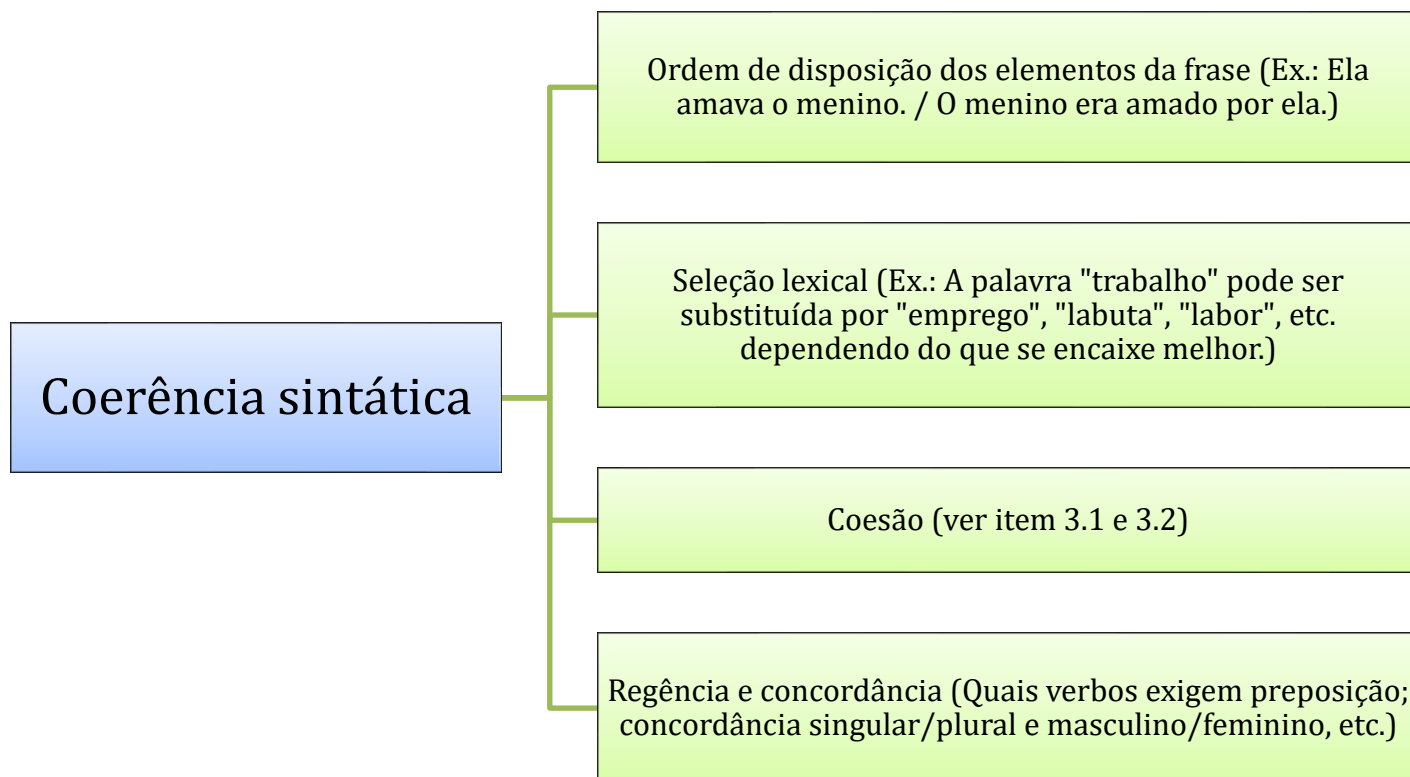 Coerência sintática
Ordem de disposição dos elementos da frase (Ex.: Ela
amava o menino. / O menino era amado por ela.)
Seleção lexical (Ex.: A palavra "trabalho" pode ser
substituída por "emprego", "labuta", "labor", etc.
dependendo do que se encaixe melhor.)
Coesão (ver item 3.1 e 3.2)
Regência e concordância (Quais verbos exigem preposição;
concordância singular/plural e masculino/feminino, etc.)